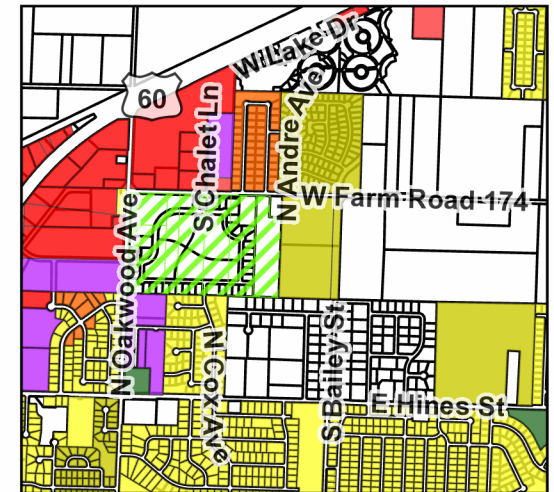 W Lake Dr
60
S Chalet Ln
N Andre Ave
W Farm Road 174
N Oakwood Ave
N Cox Ave
S Bailey St
E Hines St